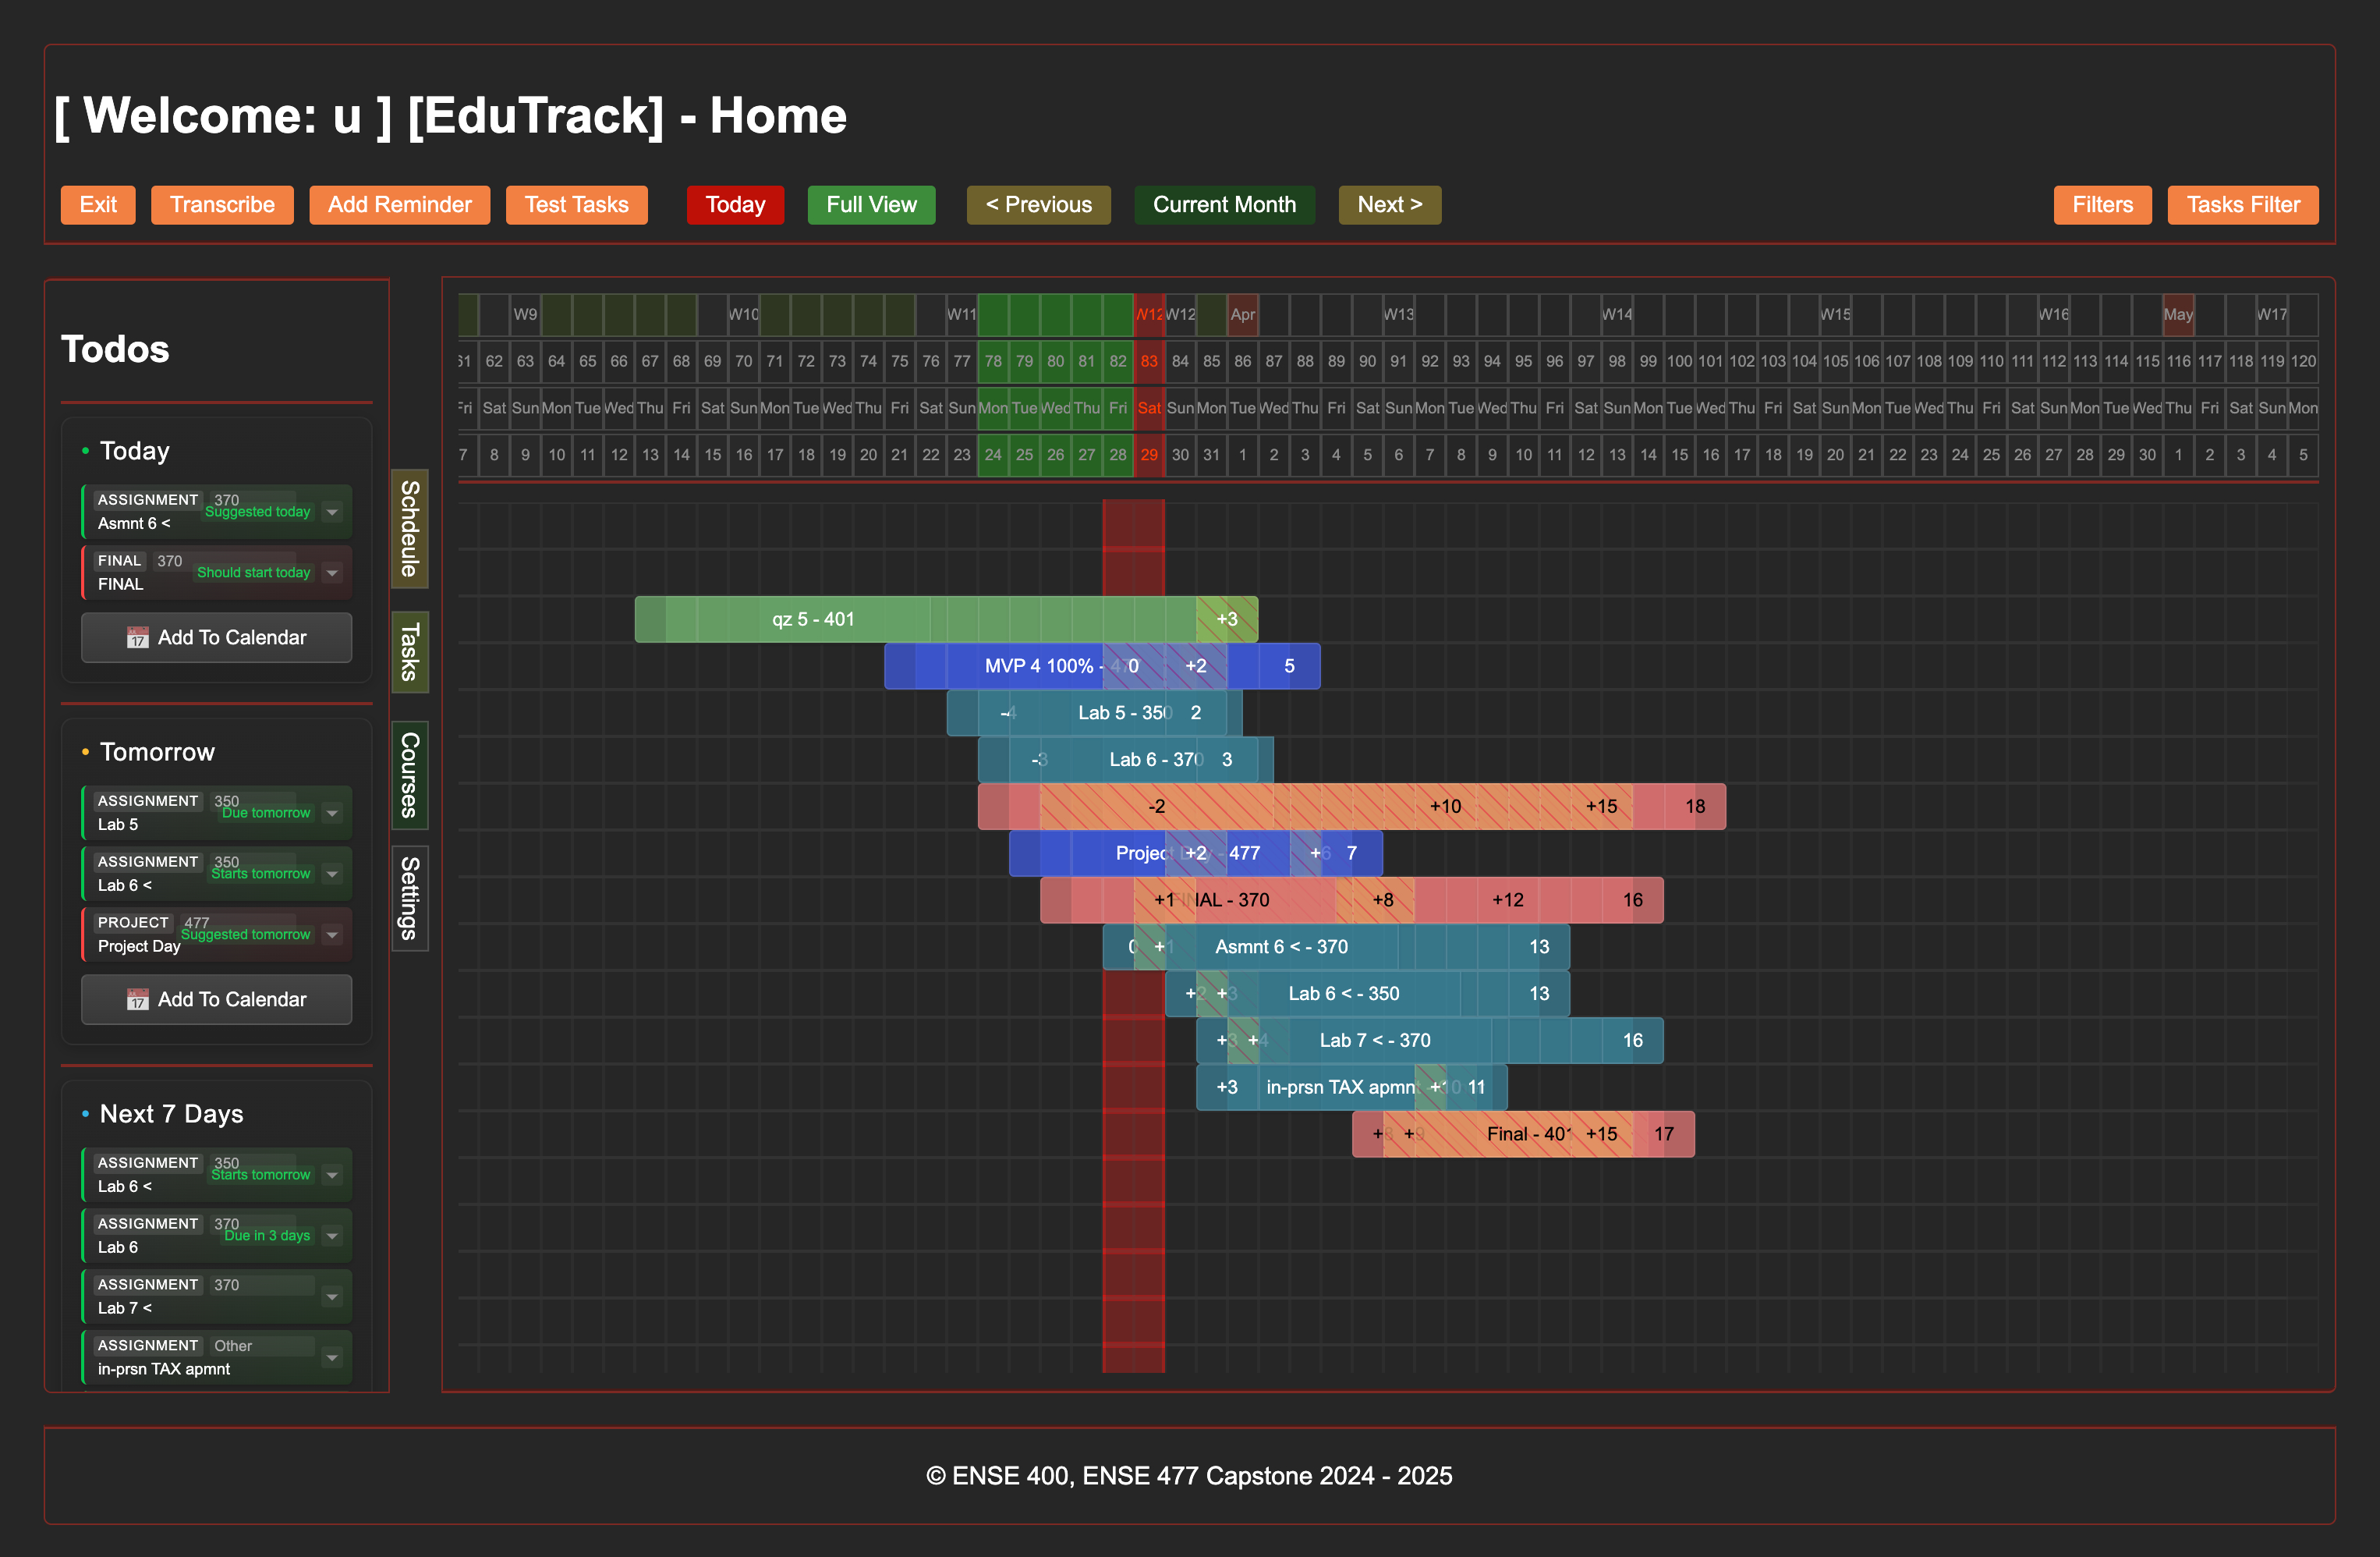 [ Welcome: u ] [EduTrack] - Home
Exit Transcribe Add Reminder Test Tasks Today Full View < Previous Current Month Next > Filters Tasks Filter
Todos
Today
ASSIGNMENT 370
Suggested today
Asmnt 6 <
FINAL 370
Should start today
FINAL
17 Add To Calendar
Tomorrow
ASSIGNMENT 350
Due tomorrow
Lab 5
ASSIGNMENT 350
Starts tomorrow
Lab 6 <
PROJECT 477
Suggested tomorrow
Project Day
17 Add To Calendar
Next 7 Days
ASSIGNMENT 350
Starts tomorrow
Lab 6 <
ASSIGNMENT 370
Due in 3 days
Lab 6
ASSIGNMENT 370
Lab 7 <
ASSIGNMENT Other
in-prsn TAX apmnt
Schdeule
Tasks
Courses
Settings
W9 W10 W11 W12 W12 Apr W13 W14 W15 W16 May W17
61 62 63 64 65 66 67 68 69 70 71 72 73 74 75 76 77 78 79 80 81 82 83 84 85 86 87 88 89 90 91 92 93 94 95 96 97 98 99 100 101 102 103 104 105 106 107 108 109 110 111 112 113 114 115 116 117 118 119 120
Fri Sat Sun Mon Tue Wed Thu Fri Sat Sun Mon Tue Wed Thu Fri Sat Sun Mon Tue Wed Thu Fri Sat Sun Mon Tue Wed Thu Fri Sat Sun Mon Tue Wed Thu Fri Sat Sun Mon Tue Wed Thu Fri Sat Sun Mon Tue Wed Thu Fri Sat Sun Mon Tue Wed Thu Fri Sat Sun Mon
7 8 9 10 11 12 13 14 15 16 17 18 19 20 21 22 23 24 25 26 27 28 29 30 31 1 2 3 4 5 6 7 8 9 10 11 12 13 14 15 16 17 18 19 20 21 22 23 24 25 26 27 28 29 30 1 2 3 4 5
qz 5 - 401 +3
MVP 4 100% - 470 +2 5
-4 Lab 5 - 350 2
-3 Lab 6 - 370 3
-2 +10 +15 18
Project +2 - 477 +6 7
+1 FINAL - 370 +8 +12 16
0 +1 Asmnt 6 < - 370 13
+2 +3 Lab 6 < - 350 13
+3 +4 Lab 7 < - 370 16
+3 in-prsn TAX apmnt +10 11
+8 +9 Final - 401 +15 17
© ENSE 400, ENSE 477 Capstone 2024 - 2025